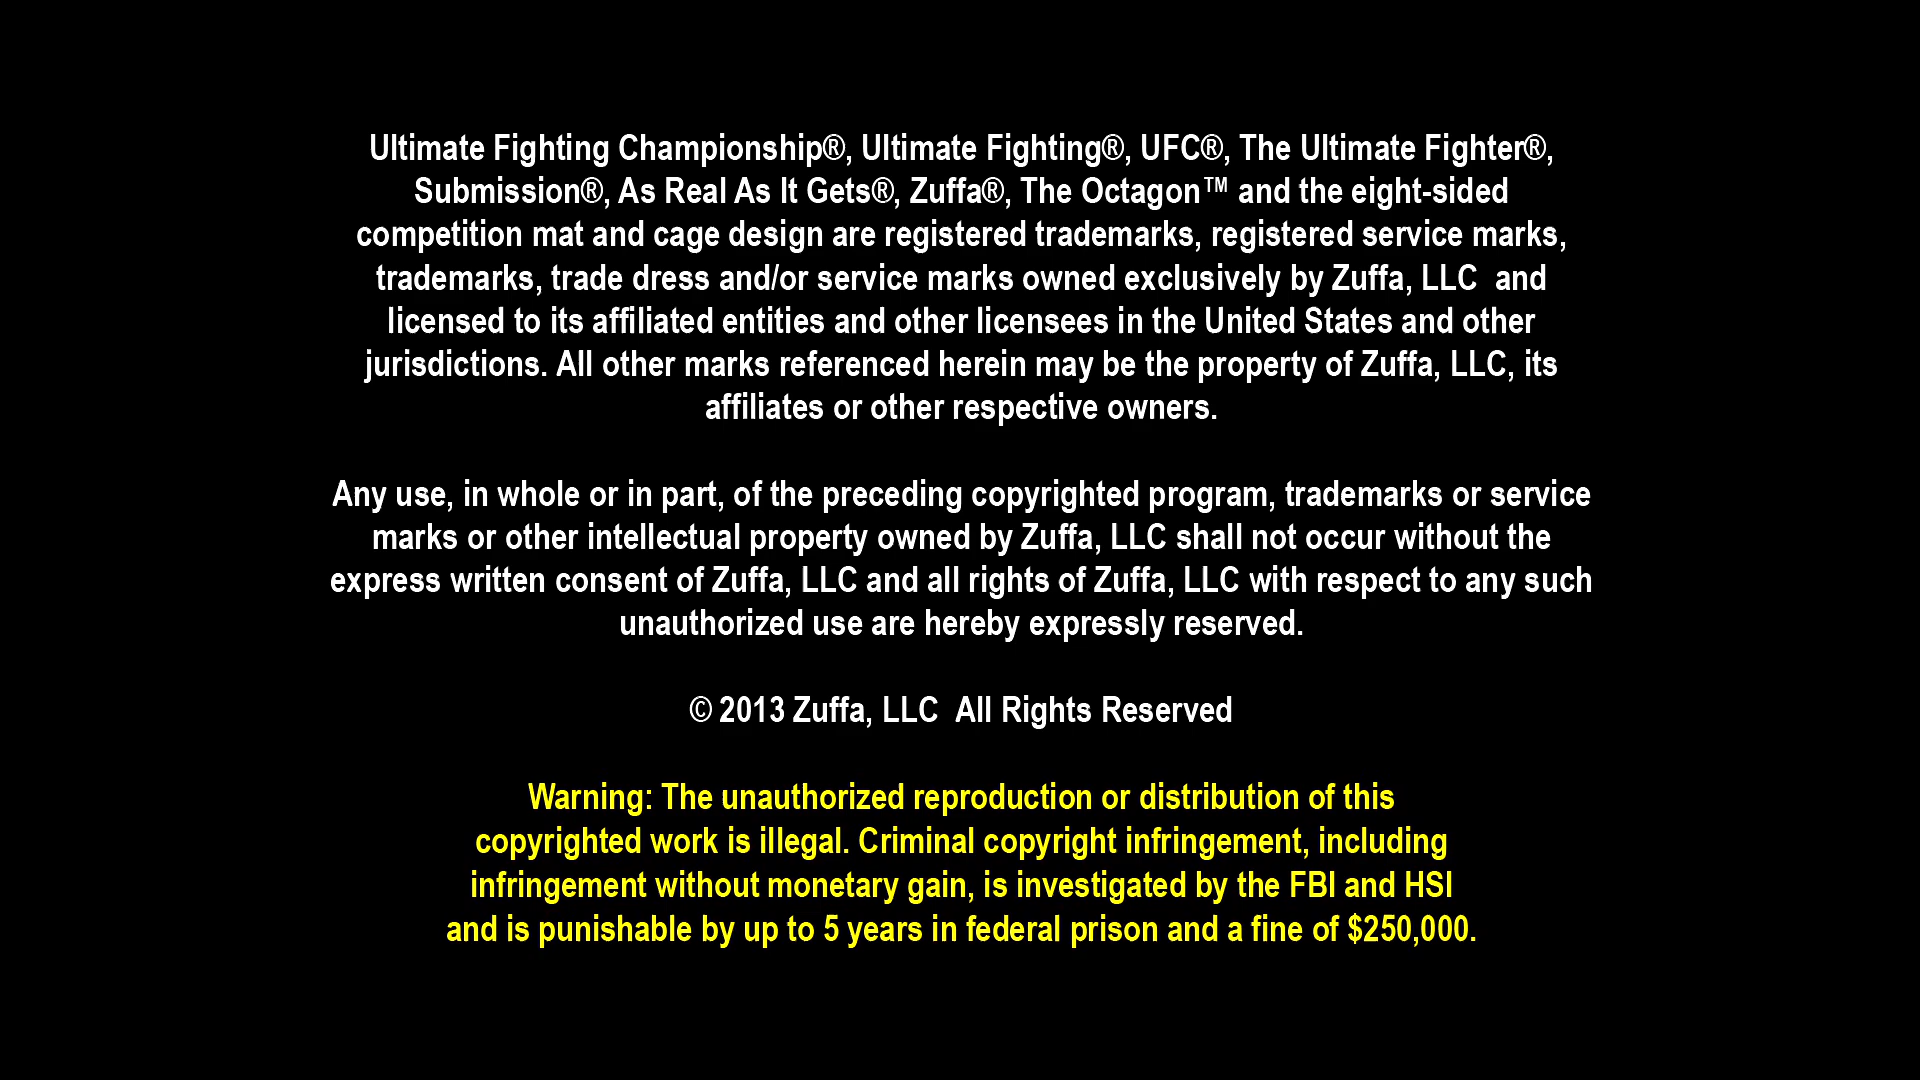 Ultimate Fighting Championship®, Ultimate Fighting®, UFC®, The Ultimate Fighter®,
Submission®, As Real As It Gets®, Zuffa®, The Octagon™ and the eight-sided
competition mat and cage design are registered trademarks, registered service marks,
trademarks, trade dress and/or service marks owned exclusively by Zuffa, LLC  and
licensed to its affiliated entities and other licensees in the United States and other
jurisdictions. All other marks referenced herein may be the property of Zuffa, LLC, its
affiliates or other respective owners.
Any use, in whole or in part, of the preceding copyrighted program, trademarks or service
marks or other intellectual property owned by Zuffa, LLC shall not occur without the
express written consent of Zuffa, LLC and all rights of Zuffa, LLC with respect to any such
unauthorized use are hereby expressly reserved.
© 2013 Zuffa, LLC  All Rights Reserved
Warning: The unauthorized reproduction or distribution of this
copyrighted work is illegal. Criminal copyright infringement, including
infringement without monetary gain, is investigated by the FBI and HSI
and is punishable by up to 5 years in federal prison and a fine of $250,000.